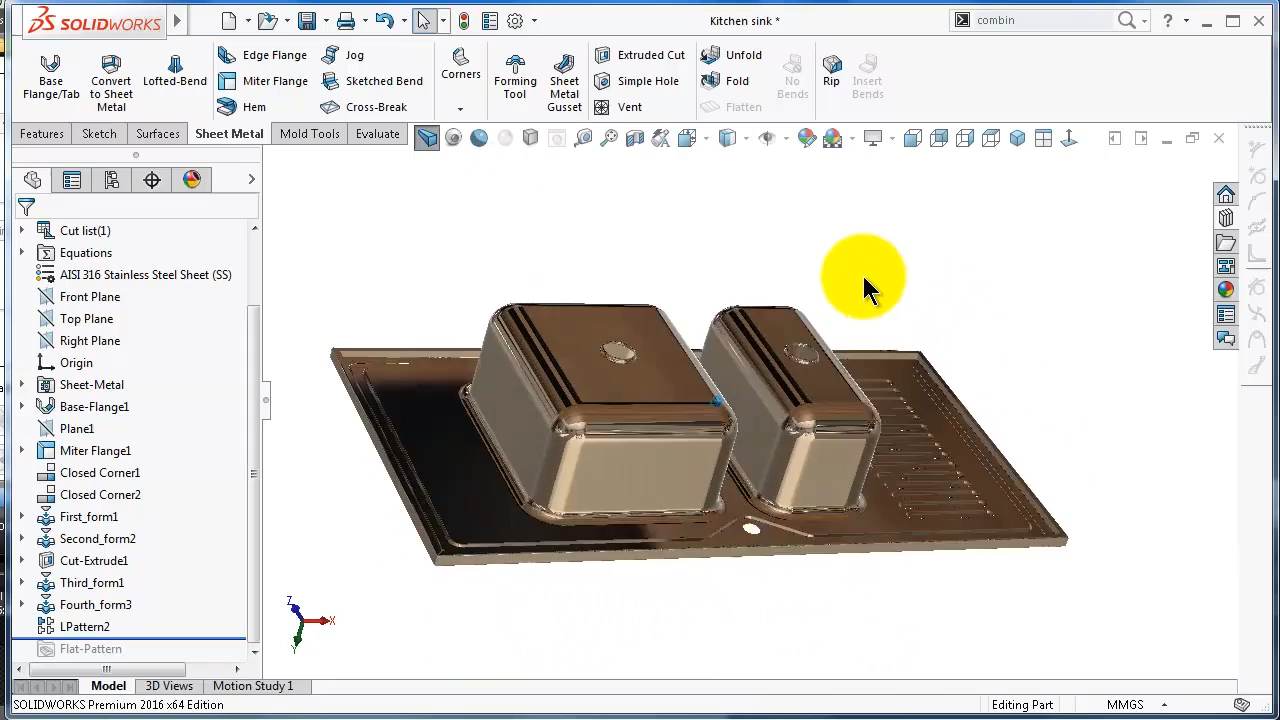 SOLIDWORKS
Kitchen sink *
combin
?
Base Flange/Tab
Convert to Sheet Metal
Lofted-Bend
Edge Flange
Miter Flange
Hem
Jog
Sketched Bend
Cross-Break
Corners
Forming Tool
Sheet Metal Gusset
Extruded Cut
Simple Hole
Vent
Unfold
Fold
Flatten
No Bends
Rip
Insert Bends
Features
Sketch
Surfaces
Sheet Metal
Mold Tools
Evaluate
Cut list(1)
Equations
AISI 316 Stainless Steel Sheet (SS)
Front Plane
Top Plane
Right Plane
Origin
Sheet-Metal
Base-Flange1
Plane1
Miter Flange1
Closed Corner1
Closed Corner2
First_form1
Second_form2
Cut-Extrude1
Third_form1
Fourth_form3
LPattern2
Flat-Pattern
Z
X
Y
Model
3D Views
Motion Study 1
SOLIDWORKS Premium 2016 x64 Edition
Editing Part
MMGS